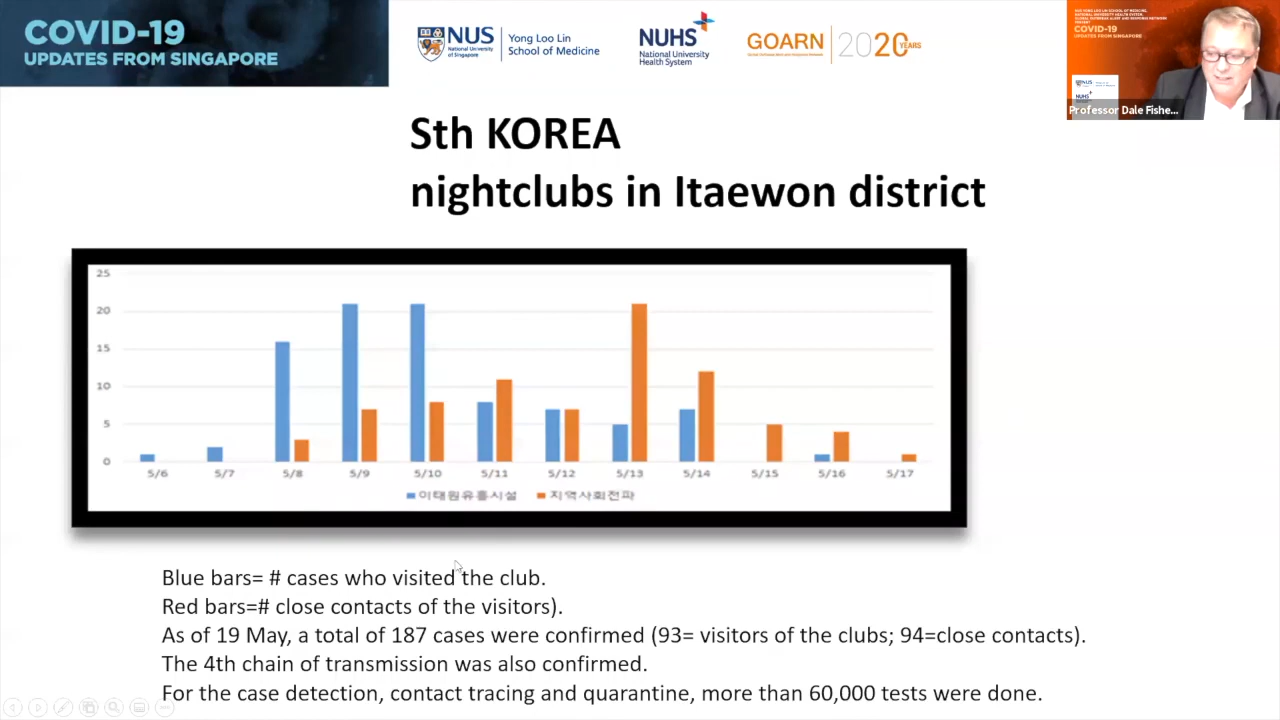 COVID-19
UPDATES FROM SINGAPORE
NUS
National University
of Singapore
Yong Loo Lin
School of Medicine
NUHS
National University
Health System
GOARN
2020 YEARS
COVID-19
UPDATES FROM SINGAPORE
NUS
NUHS
Professor Dale Fishe...
Sth KOREA
nightclubs in Itaewon district
25
20
15
10
5
0
5/6 5/7 5/8 5/9 5/10 5/11 5/12 5/13 5/14 5/15 5/16 5/17
이태원유흥시설 지역사회전파
Blue bars= # cases who visited the club.
Red bars=# close contacts of the visitors).
As of 19 May, a total of 187 cases were confirmed (93= visitors of the clubs; 94=close contacts).
The 4th chain of transmission was also confirmed.
For the case detection, contact tracing and quarantine, more than 60,000 tests were done.